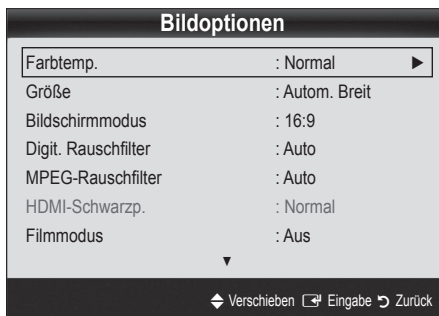 Bildoptionen
Farbtemp. : Normal ►
Größe : Autom. Breit
Bildschirmmodus : 16:9
Digit. Rauschfilter : Auto
MPEG-Rauschfilter : Auto
HDMI-Schwarzp. : Normal
Filmmodus : Aus
▼
Verschieben Eingabe Zurück